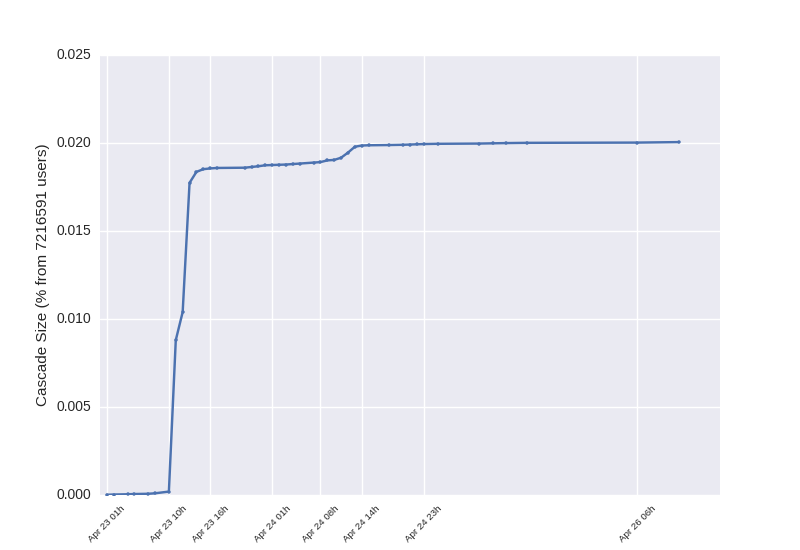 0.025
0.020
0.015
0.010
0.005
0.000
Cascade Size (% from 7216591 users)
Apr 23 01h
Apr 23 10h
Apr 23 16h
Apr 24 01h
Apr 24 08h
Apr 24 14h
Apr 24 23h
Apr 26 06h